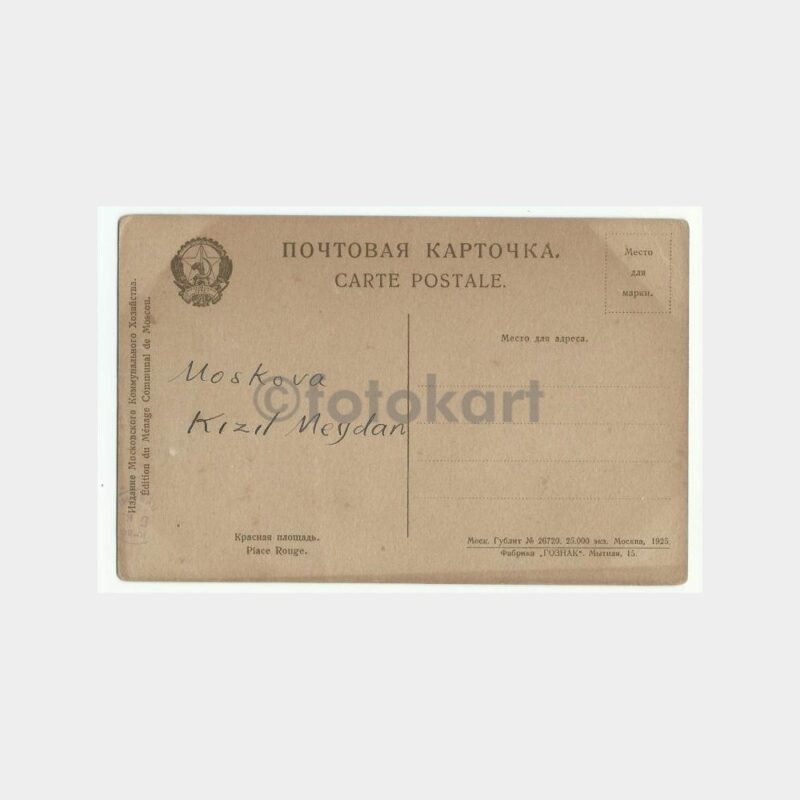 ПОЧТОВАЯ КАРТОЧКА.
CARTE POSTALE.
Место
для
марки.
Издание Московского Коммунального Хозяйства.
Édition du Ménage Communal de Moscou.
Место для адреса.
Moskova
©fotokart
Kızıl Meydan
Красная площадь.
Place Rouge.
Моск. Гублит № 26720. 25.000 экз. Москва, 1925.
Фабрика „ГОЗНАК“. Мытная, 15.